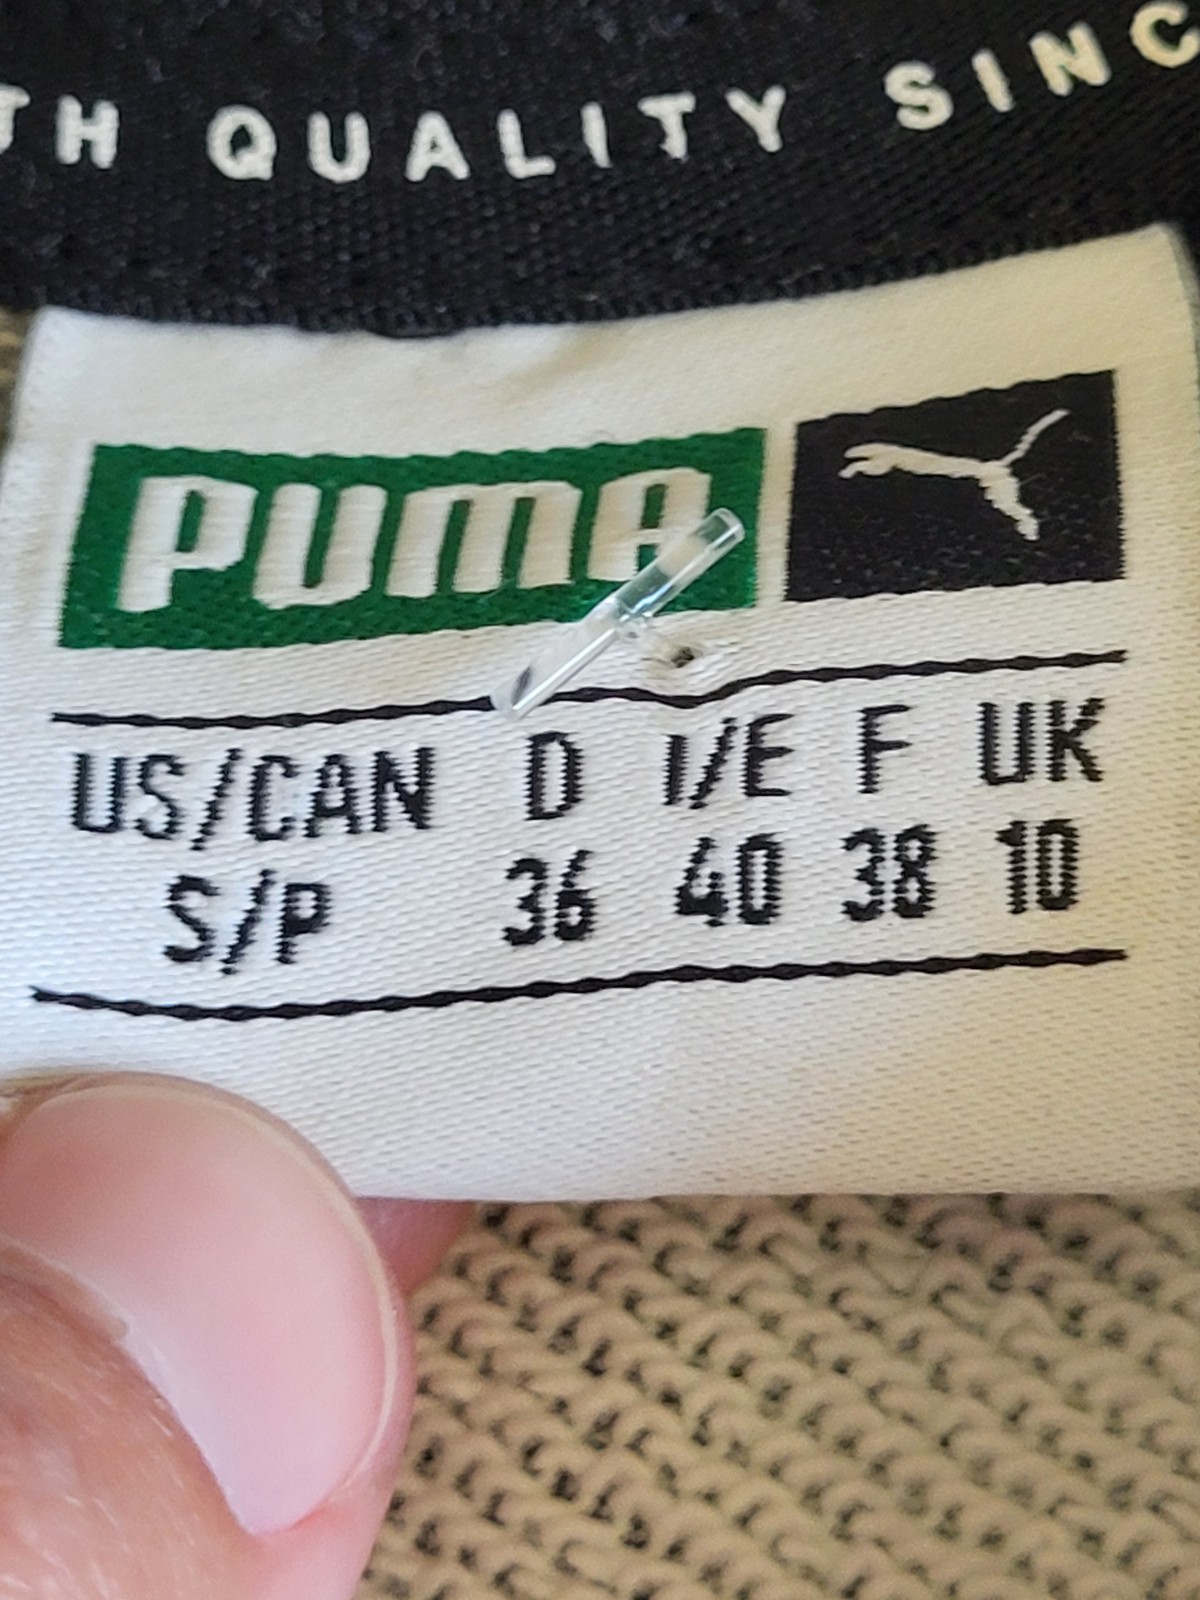 TH QUALITY SINC
PUMA
US/CAN D I/E F UK
S/P 36 40 38 10